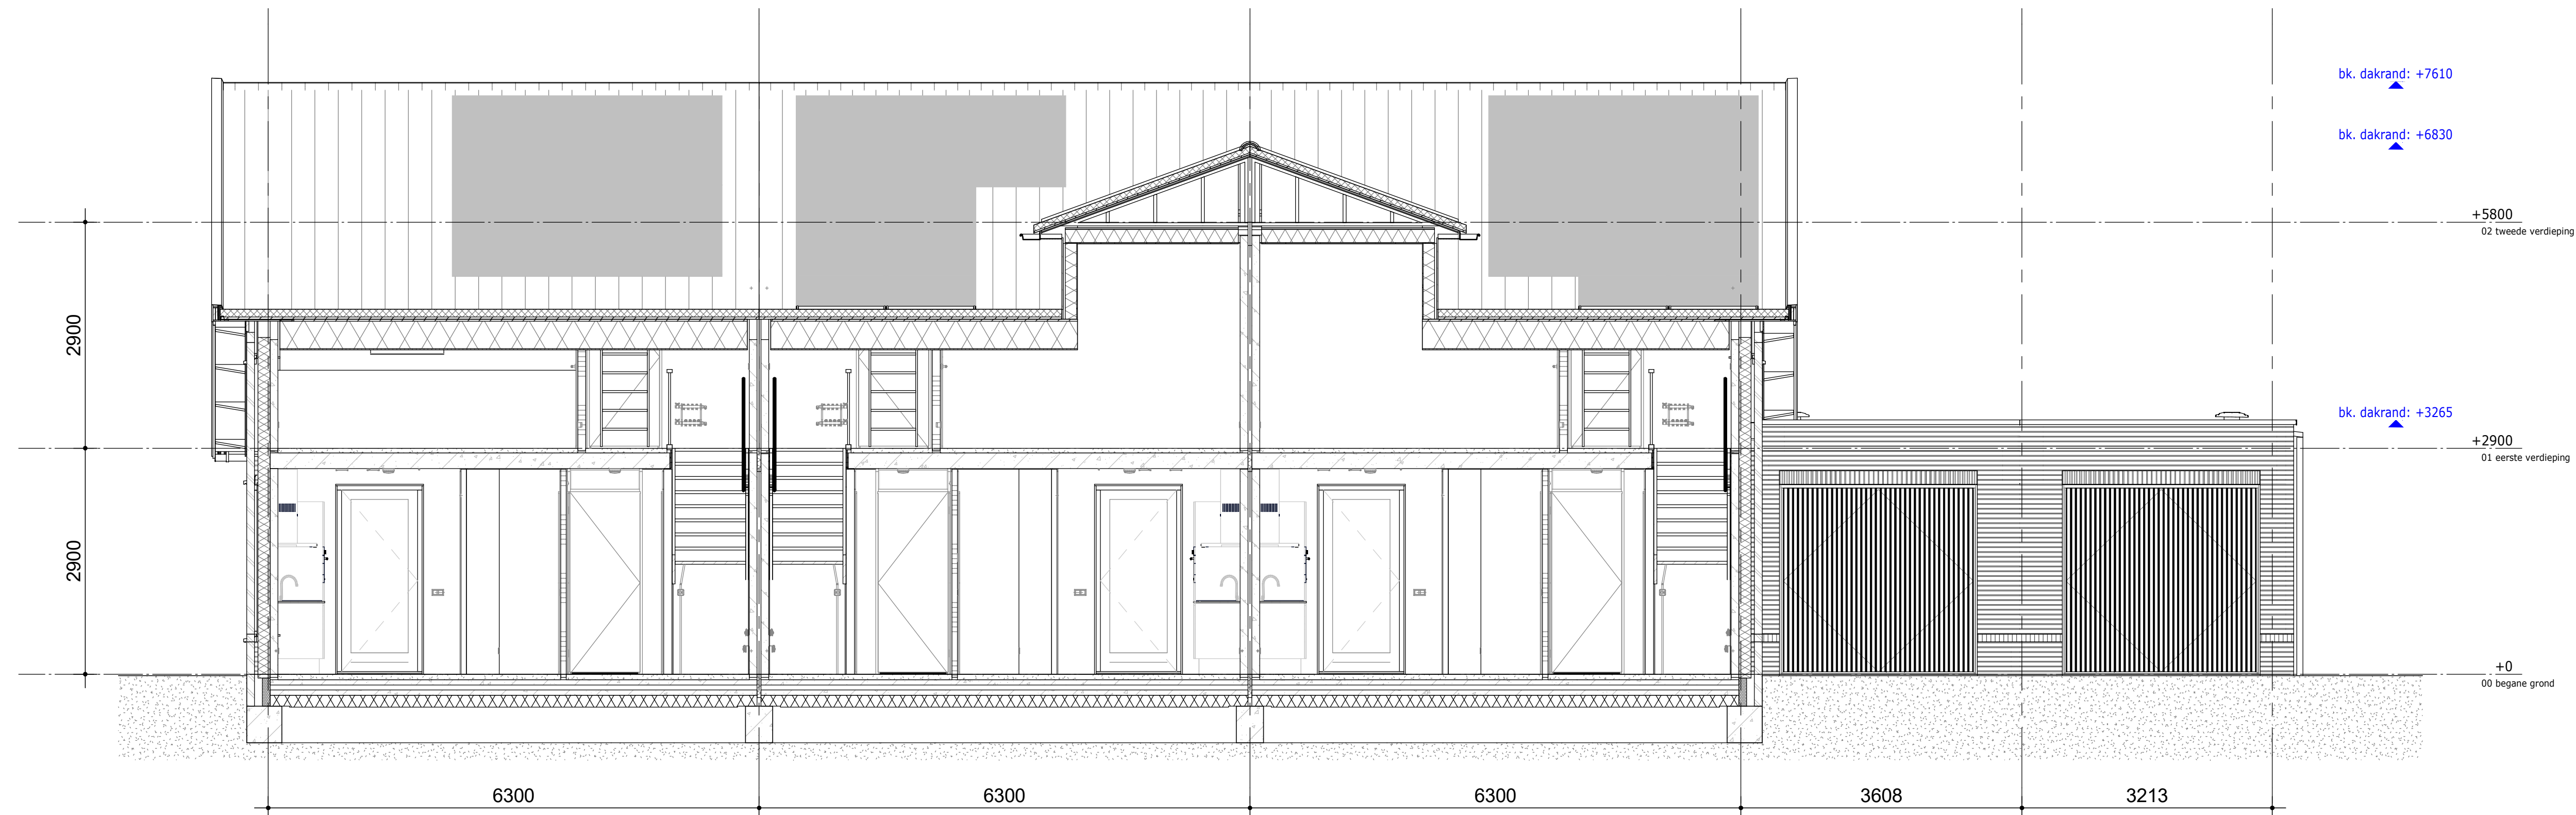 bk. dakrand: +7610
bk. dakrand: +6830
+5800
02 tweede verdieping
2900
bk. dakrand: +3265
+2900
01 eerste verdieping
2900
+0
00 begane grond
6300
6300
6300
3608
3213